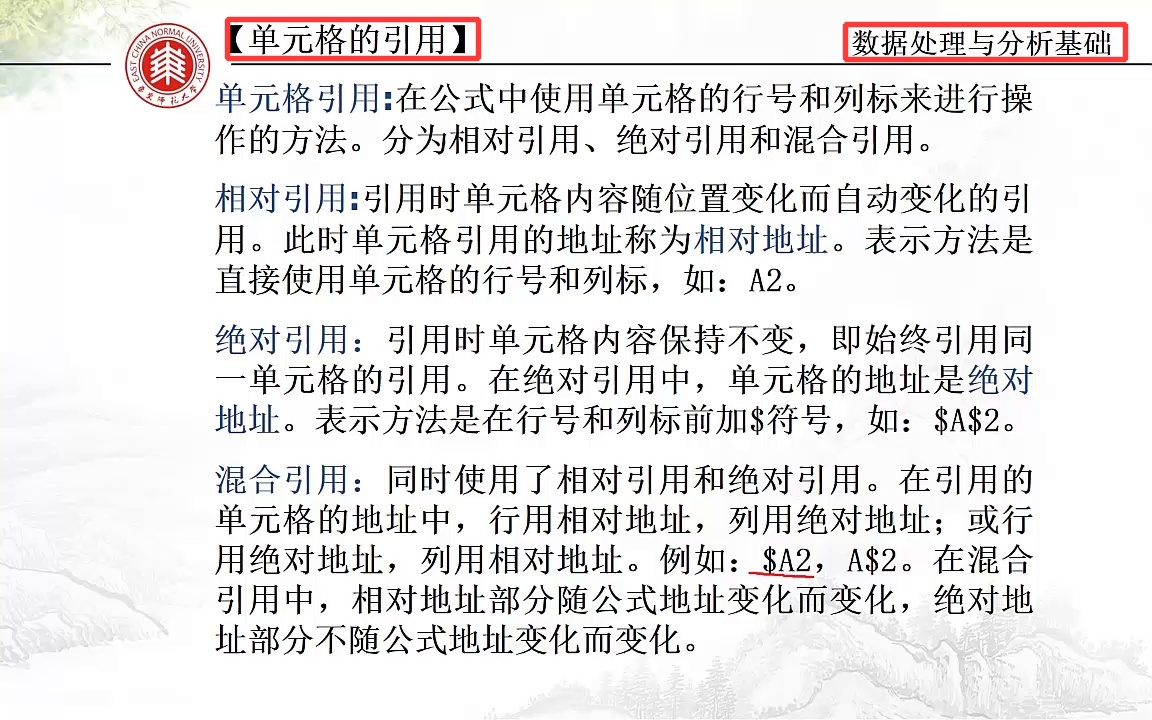 【单元格的引用】
数据处理与分析基础
EAST CHINA NORMAL UNIVERSITY
华东师范大学
单元格引用:在公式中使用单元格的行号和列标来进行操
作的方法。分为相对引用、绝对引用和混合引用。
相对引用:引用时单元格内容随位置变化而自动变化的引
用。此时单元格引用的地址称为相对地址。表示方法是
直接使用单元格的行号和列标，如：A2。
绝对引用：引用时单元格内容保持不变，即始终引用同
一单元格的引用。在绝对引用中，单元格的地址是绝对
地址。表示方法是在行号和列标前加$符号，如：$A$2。
混合引用：同时使用了相对引用和绝对引用。在引用的
单元格的地址中，行用相对地址，列用绝对地址；或行
用绝对地址，列用相对地址。例如：$A2，A$2。在混合
引用中，相对地址部分随公式地址变化而变化，绝对地
址部分不随公式地址变化而变化。